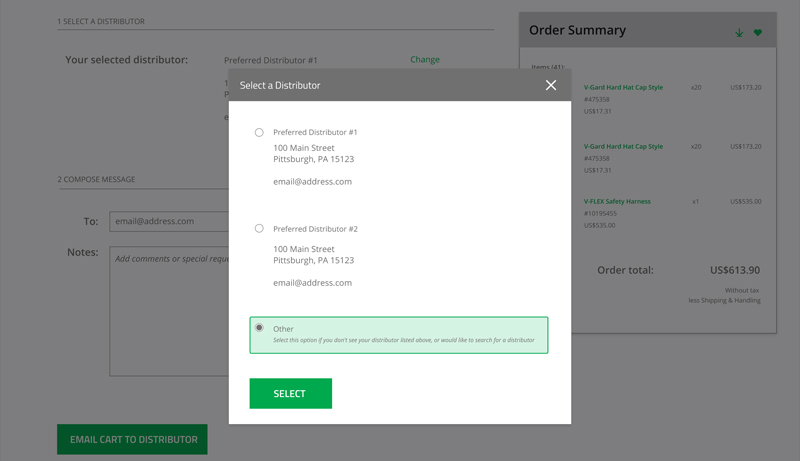 1 SELECT A DISTRIBUTOR
Your selected distributor:
Preferred Distributor #1
Change
2 COMPOSE MESSAGE
To:
email@address.com
Notes:
Add comments or special reque
EMAIL CART TO DISTRIBUTOR
Select a Distributor
Preferred Distributor #1
100 Main Street
Pittsburgh, PA 15123
email@address.com
Preferred Distributor #2
100 Main Street
Pittsburgh, PA 15123
email@address.com
Other
Select this option if you don't see your distributor listed above, or would like to search for a distributor
SELECT
Order Summary
Items (41):
V-Gard Hard Hat Cap Style x20 US$173.20
#475358
US$17,31
V-Gard Hard Hat Cap Style x20 US$173.20
#475358
US$17,31
V-FLEX Safety Harness x1 US$535.00
#10195455
US$535.00
Order total: US$613.90
Without tax
less Shipping & Handling